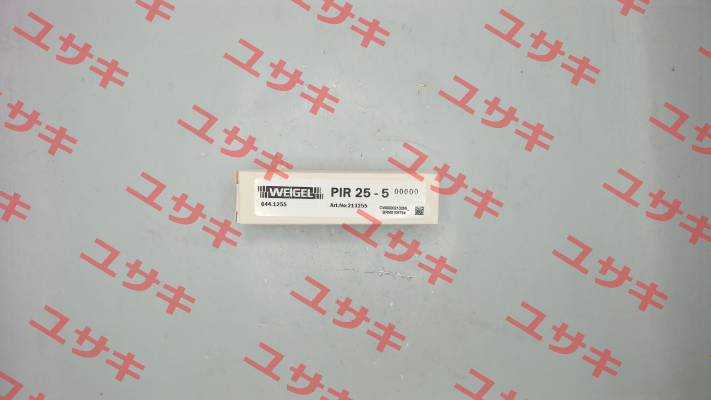 WEIGEL
PIR 25 - 5 00000
644.1255
Art.No:213255
ユサキ